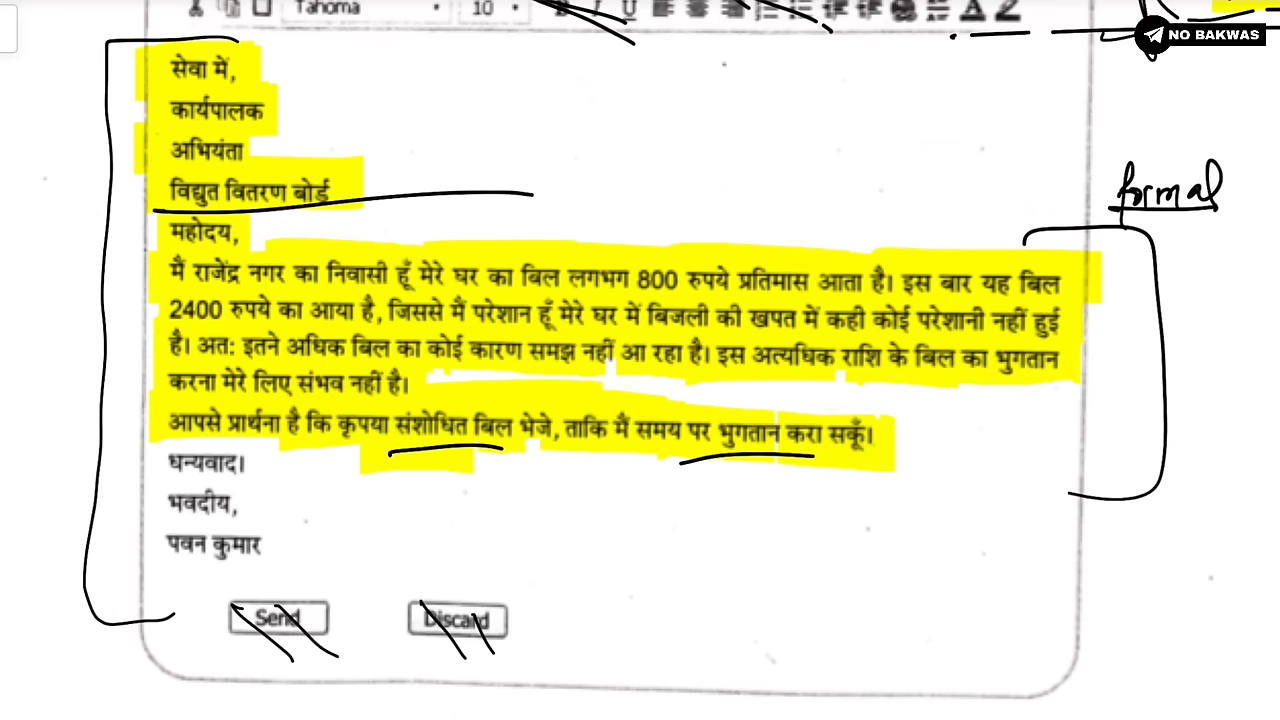 Tahoma 10 B I U
NO BAKWAS
सेवा में,
कार्यपालक
अभियंता
विद्युत वितरण बोर्ड
formal
महोदय,
मैं राजेंद्र नगर का निवासी हूँ मेरे घर का बिल लगभग 800 रुपये प्रतिमास आता है। इस बार यह बिल
2400 रुपये का आया है, जिससे मैं परेशान हूँ मेरे घर में बिजली की खपत में कही कोई परेशानी नहीं हुई
है। अत: इतने अधिक बिल का कोई कारण समझ नहीं आ रहा है। इस अत्यधिक राशि के बिल का भुगतान
करना मेरे लिए संभव नहीं है।
आपसे प्रार्थना है कि कृपया संशोधित बिल भेजे, ताकि मैं समय पर भुगतान करा सकूँ।
धन्यवाद।
भवदीय,
पवन कुमार
Send Discard